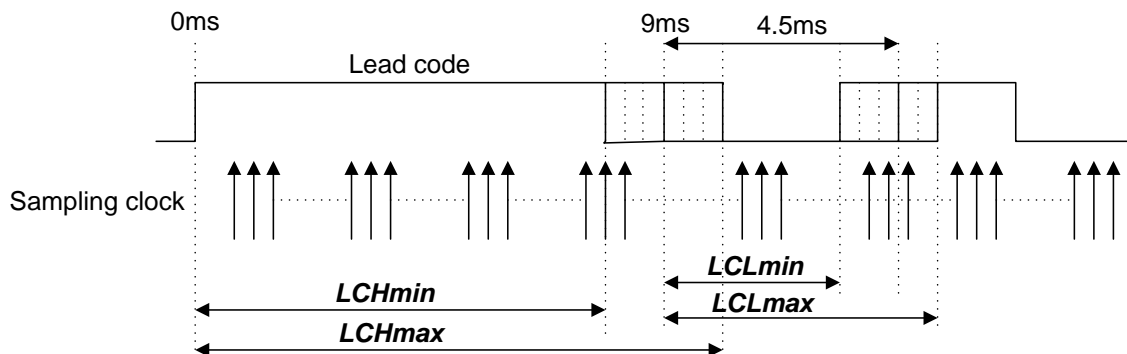 0ms 9ms 4.5ms
Lead code
Sampling clock
LCLmin
LCHmin LCLmax
LCHmax